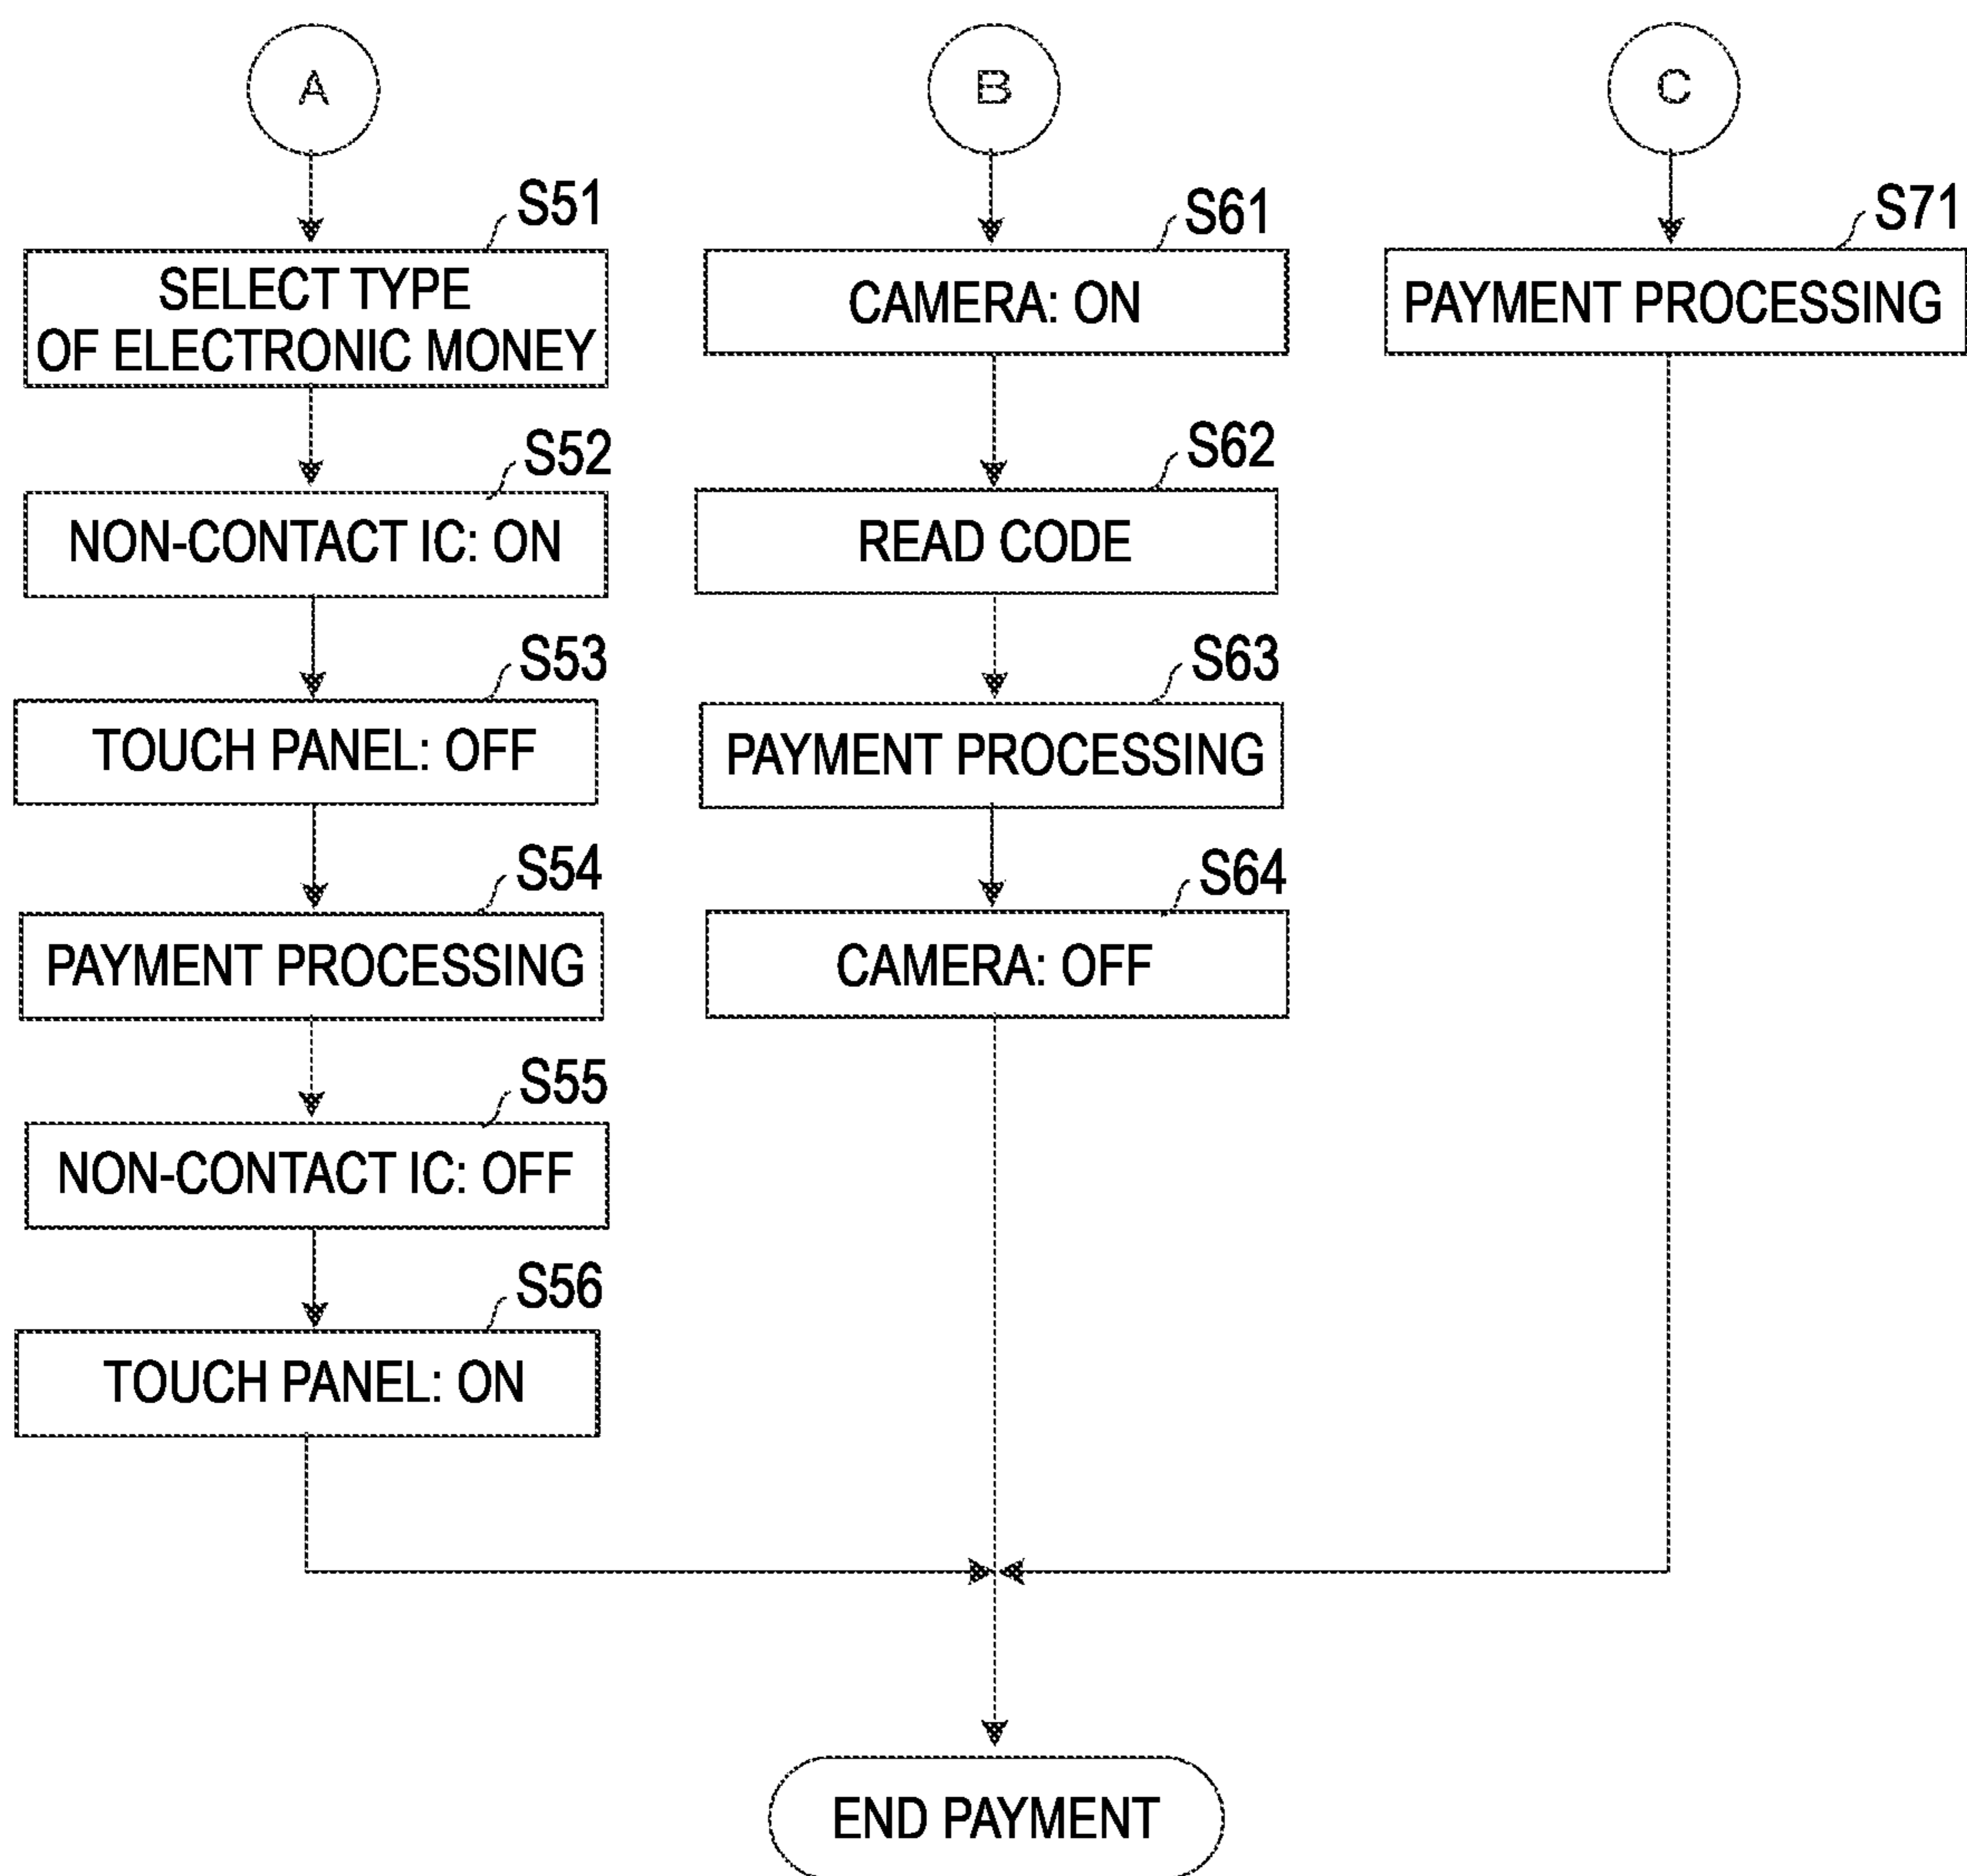 A
S51
SELECT TYPE
OF ELECTRONIC MONEY
S52
NON-CONTACT IC: ON
S53
TOUCH PANEL: OFF
S54
PAYMENT PROCESSING
S55
NON-CONTACT IC: OFF
S56
TOUCH PANEL: ON
B
S61
CAMERA: ON
S62
READ CODE
S63
PAYMENT PROCESSING
S64
CAMERA: OFF
C
S71
PAYMENT PROCESSING
END PAYMENT